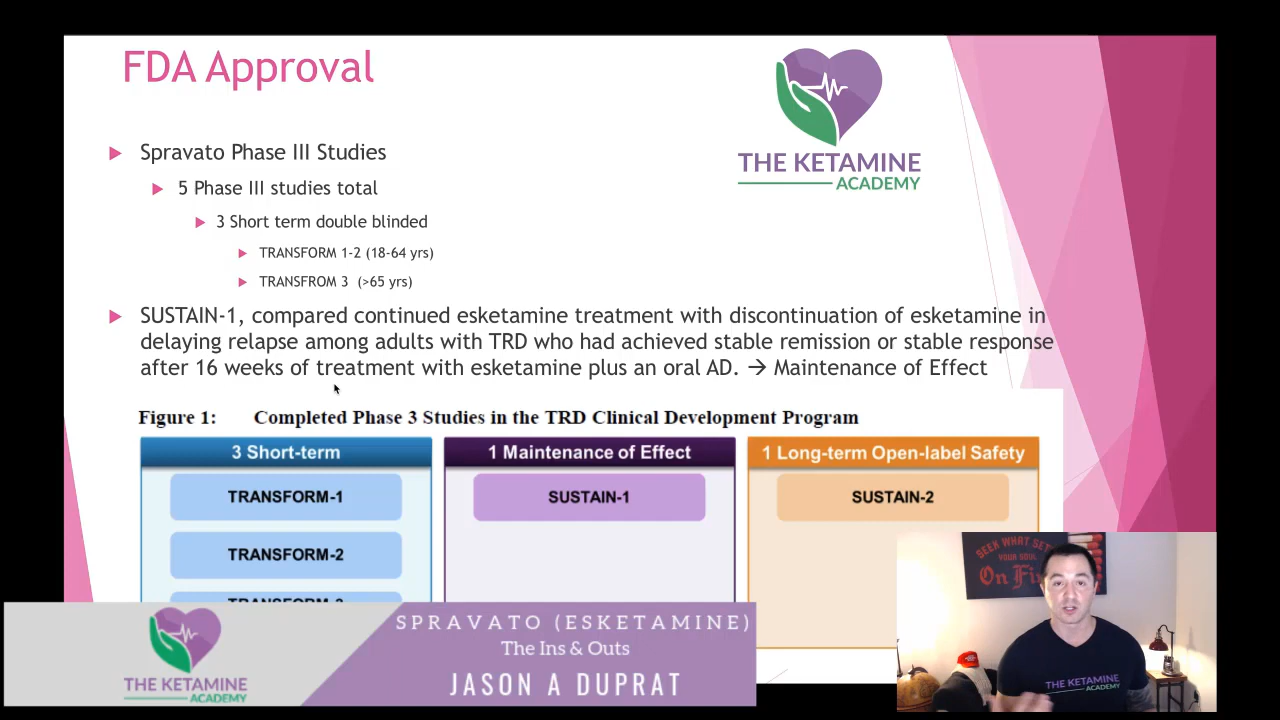 FDA Approval
THE KETAMINE
ACADEMY
Spravato Phase III Studies
5 Phase III studies total
3 Short term double blinded
TRANSFORM 1-2 (18-64 yrs)
TRANSFROM 3 (>65 yrs)
SUSTAIN-1, compared continued esketamine treatment with discontinuation of esketamine in
delaying relapse among adults with TRD who had achieved stable remission or stable response
after 16 weeks of treatment with esketamine plus an oral AD. → Maintenance of Effect
Figure 1: Completed Phase 3 Studies in the TRD Clinical Development Program
3 Short-term
TRANSFORM-1
TRANSFORM-2
1 Maintenance of Effect
SUSTAIN-1
1 Long-term Open-label Safety
SUSTAIN-2
THE KETAMINE
ACADEMY
SPRAVATO (ESKETAMINE)
The Ins & Outs
JASON A DUPRAT
SEEK WHAT
YOUR SOUL
On
THE KETAMINE
ACADEMY